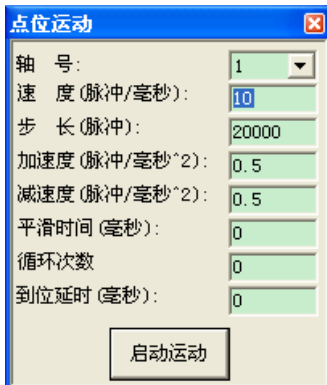 点位运动
轴 号: 1
速 度(脉冲/毫秒): 10
步 长(脉冲): 20000
加速度(脉冲/毫秒^2): 0.5
减速度(脉冲/毫秒^2): 0.5
平滑时间(毫秒): 0
循环次数 0
到位延时(毫秒): 0
启动运动